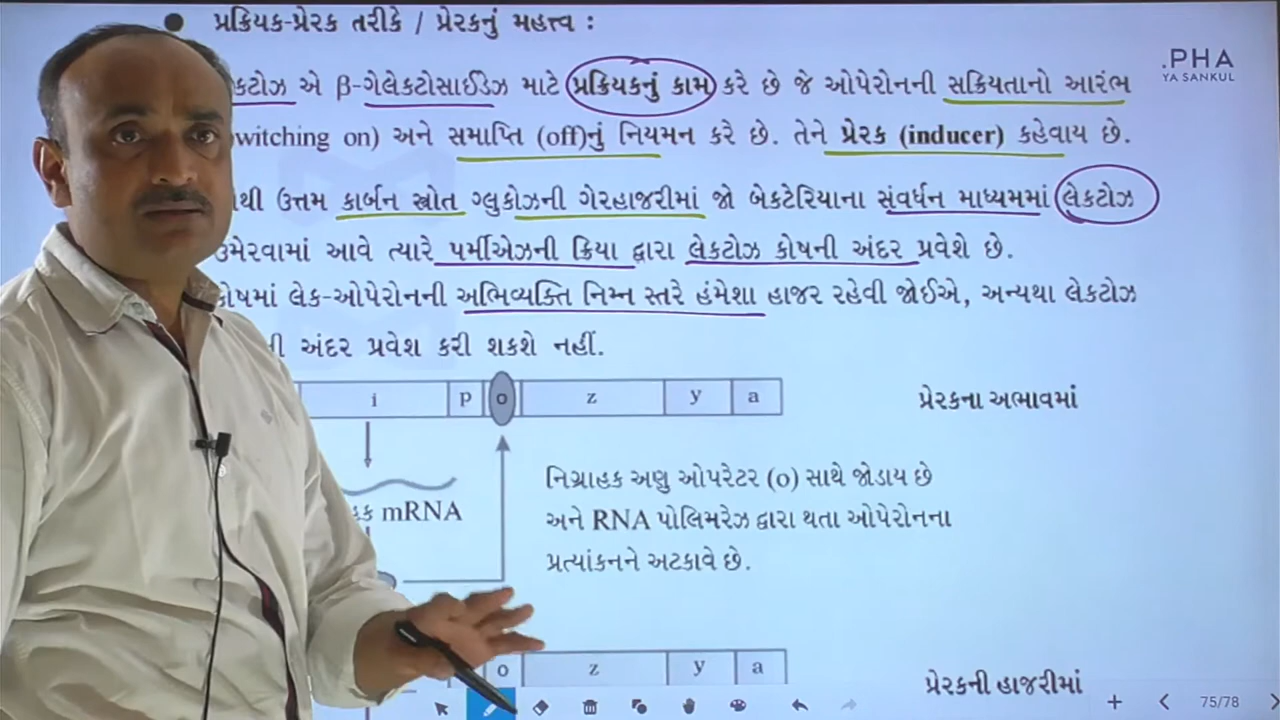 ● પ્રક્રિયક-પ્રેરક તરીકે / પ્રેરકનું મહત્ત્વ :
.PHA
YA SANKUL
એ β-ગેલેક્ટોસાઈડેઝ માટે પ્રક્રિયકનું કામ કરે છે જે ઓપેરોનની સક્રિયતાનો આરંભ
on) અને સમાપ્તિ (off)નું નિયમન કરે છે. તેને પ્રેરક (inducer) કહેવાય છે.
ઉત્તમ કાર્બન સ્ત્રોત ગ્લુકોઝની ગેરહાજરીમાં જો બેકટેરિયાના સંવર્ધન માધ્યમમાં લેક્ટોઝ
ઉમેરવામાં આવે ત્યારે પર્મીએઝની ક્રિયા દ્વારા લેક્ટોઝ કોષની અંદર પ્રવેશે છે.
કોષમાં લેક-ઓપેરોનની અભિવ્યક્તિ નિમ્ન સ્તરે હંમેશા હાજર રહેવી જોઈએ, અન્યથા લેક્ટોઝ
અંદર પ્રવેશ કરી શકશે નહીં.
i p o z y a
પ્રેરકના અભાવમાં
mRNA
નિગ્રાહક અણુ ઓપરેટર (o) સાથે જોડાય છે
અને RNA પોલિમરેઝ દ્વારા થતા ઓપેરોનના
પ્રત્યાંકનને અટકાવે છે.
o z y a
પ્રેરકની હાજરીમાં
75/78